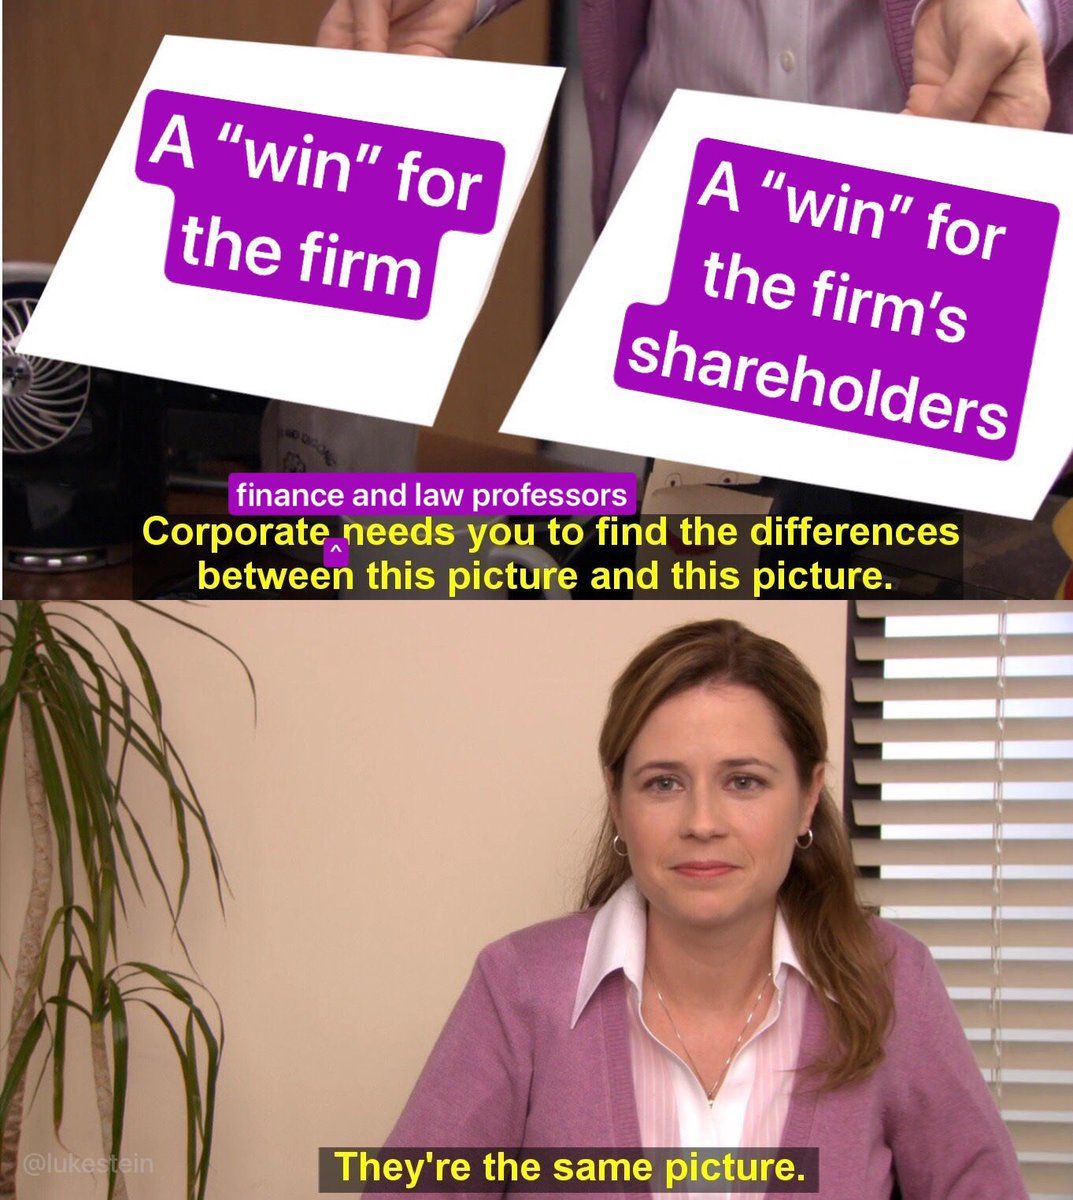 A “win” for
the firm
A “win” for
the firm’s
shareholders
finance and law professors
Corporate needs you to find the differences
^
between this picture and this picture.
@lukestein
They're the same picture.